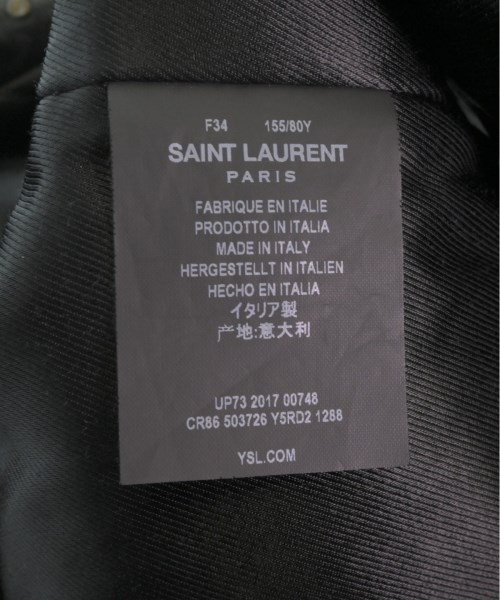 F34 155/80Y
SAINT LAURENT
PARIS
FABRIQUE EN ITALIE
PRODOTTO IN ITALIA
MADE IN ITALY
HERGESTELLT IN ITALIEN
HECHO EN ITALIA
イタリア製
产地:意大利
UP73 2017 00748
CR86 503726 Y5RD2 1288
YSL.COM